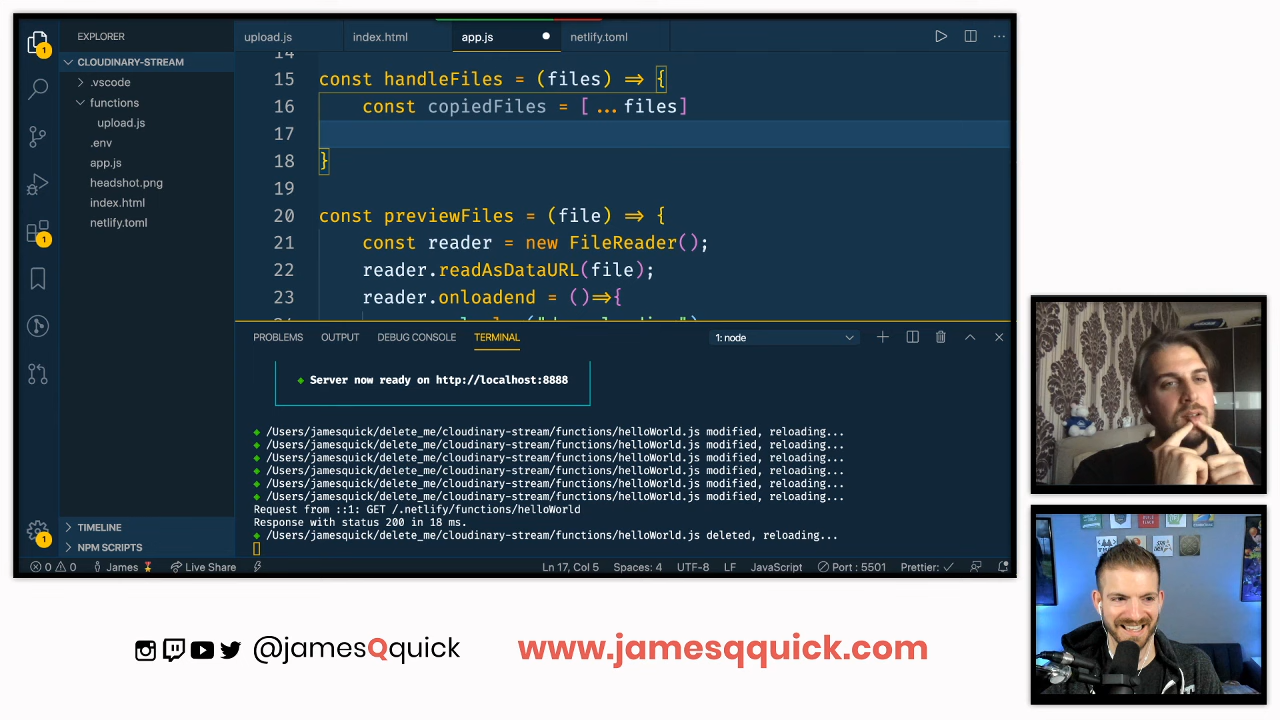 EXPLORER
upload.js index.html app.js netlify.toml
CLOUDINARY-STREAM
.vscode
functions
upload.js
.env
app.js
headshot.png
index.html
netlify.toml
TIMELINE
NPM SCRIPTS
1
1
1
14
15 const handleFiles = (files) => {
16 const copiedFiles = [...files]
17
18 }
19
20 const previewFiles = (file) => {
21 const reader = new FileReader();
22 reader.readAsDataURL(file);
23 reader.onloadend = ()=>{
PROBLEMS OUTPUT DEBUG CONSOLE TERMINAL 1: node
Server now ready on http://localhost:8888
/Users/jamesquick/delete_me/cloudinary-stream/functions/helloWorld.js modified, reloading...
/Users/jamesquick/delete_me/cloudinary-stream/functions/helloWorld.js modified, reloading...
/Users/jamesquick/delete_me/cloudinary-stream/functions/helloWorld.js modified, reloading...
/Users/jamesquick/delete_me/cloudinary-stream/functions/helloWorld.js modified, reloading...
/Users/jamesquick/delete_me/cloudinary-stream/functions/helloWorld.js modified, reloading...
/Users/jamesquick/delete_me/cloudinary-stream/functions/helloWorld.js modified, reloading...
Request from ::1: GET /.netlify/functions/helloWorld
Response with status 200 in 18 ms.
/Users/jamesquick/delete_me/cloudinary-stream/functions/helloWorld.js deleted, reloading...
0 0 James Live Share Ln 17, Col 5 Spaces: 4 UTF-8 LF JavaScript Port : 5501 Prettier:
@jamesQquick www.jamesqquick.com